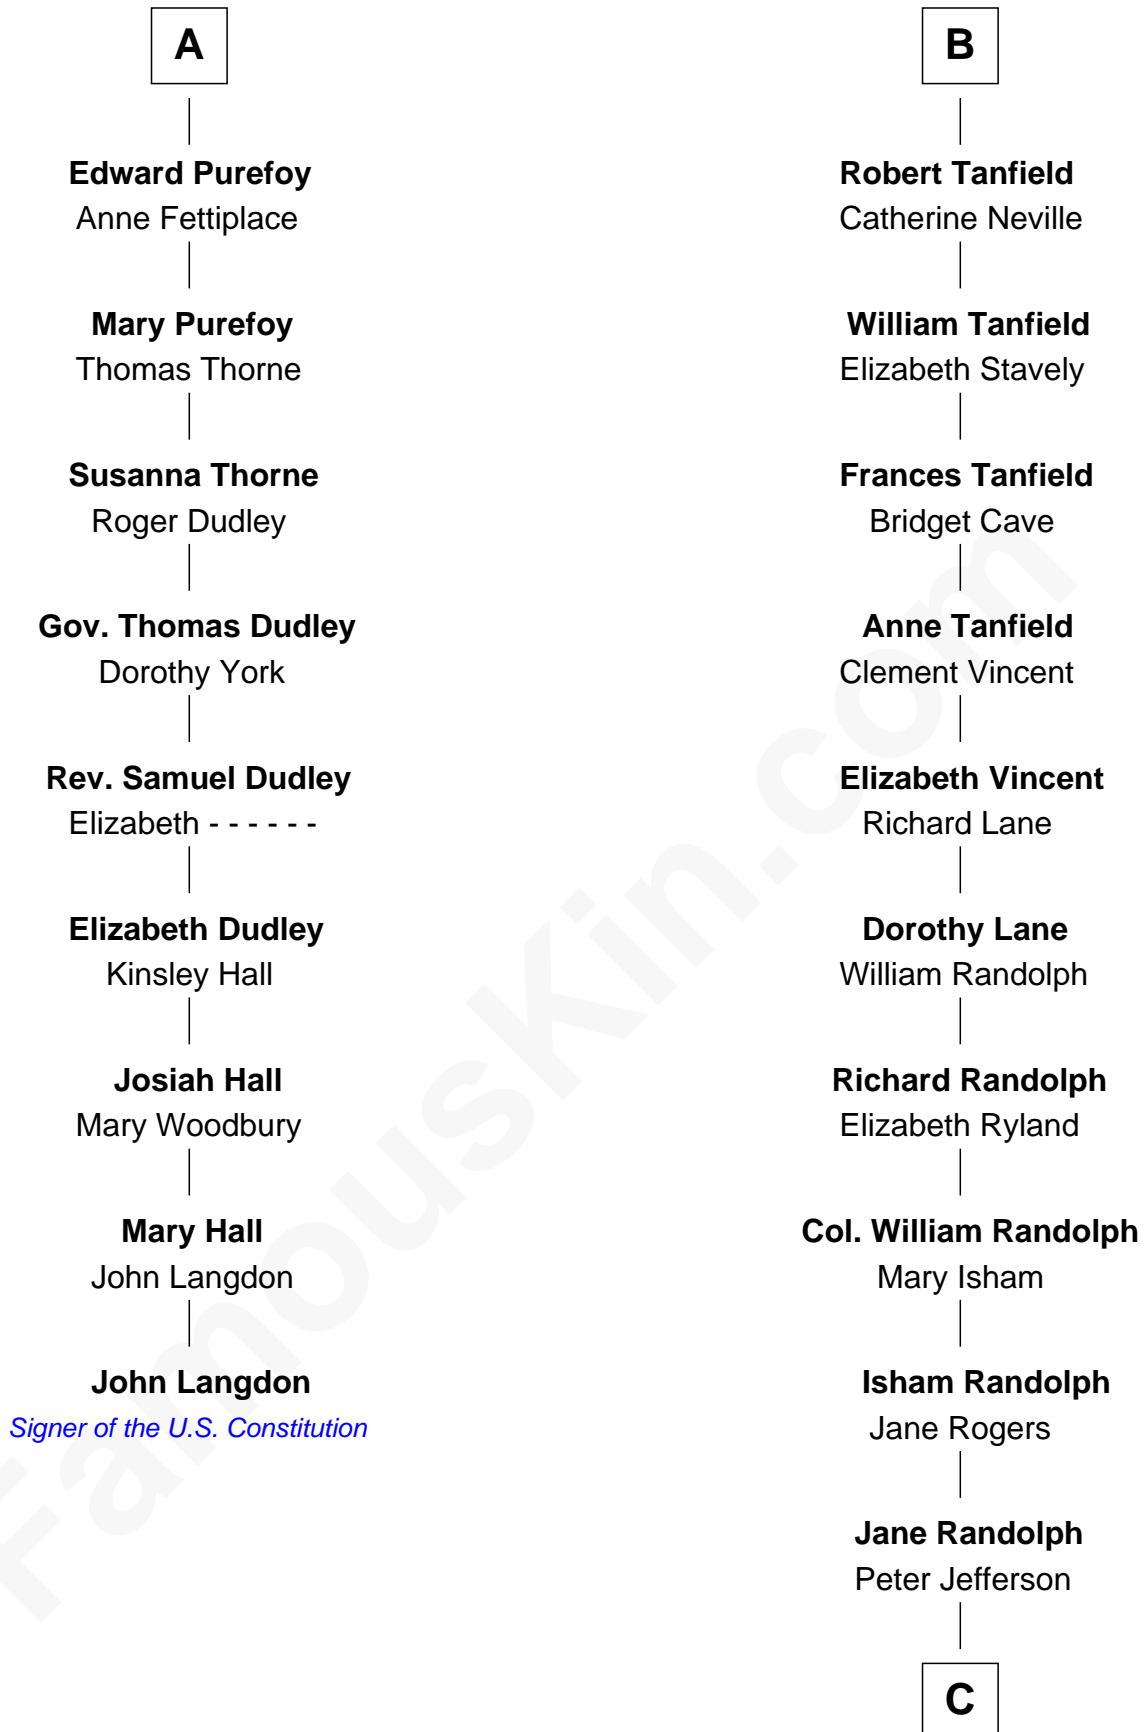 A
Edward Purefoy
Anne Fettiplace
Mary Purefoy
Thomas Thorne
Susanna Thorne
Roger Dudley
Gov. Thomas Dudley
Dorothy York
Rev. Samuel Dudley
Elizabeth - - - - - -
Elizabeth Dudley
Kinsley Hall
Josiah Hall
Mary Woodbury
Mary Hall
John Langdon
John Langdon
Signer of the U.S. Constitution
B
Robert Tanfield
Catherine Neville
William Tanfield
Elizabeth Stavely
Frances Tanfield
Bridget Cave
Anne Tanfield
Clement Vincent
Elizabeth Vincent
Richard Lane
Dorothy Lane
William Randolph
Richard Randolph
Elizabeth Ryland
Col. William Randolph
Mary Isham
Isham Randolph
Jane Rogers
Jane Randolph
Peter Jefferson
C
FamousKin.com